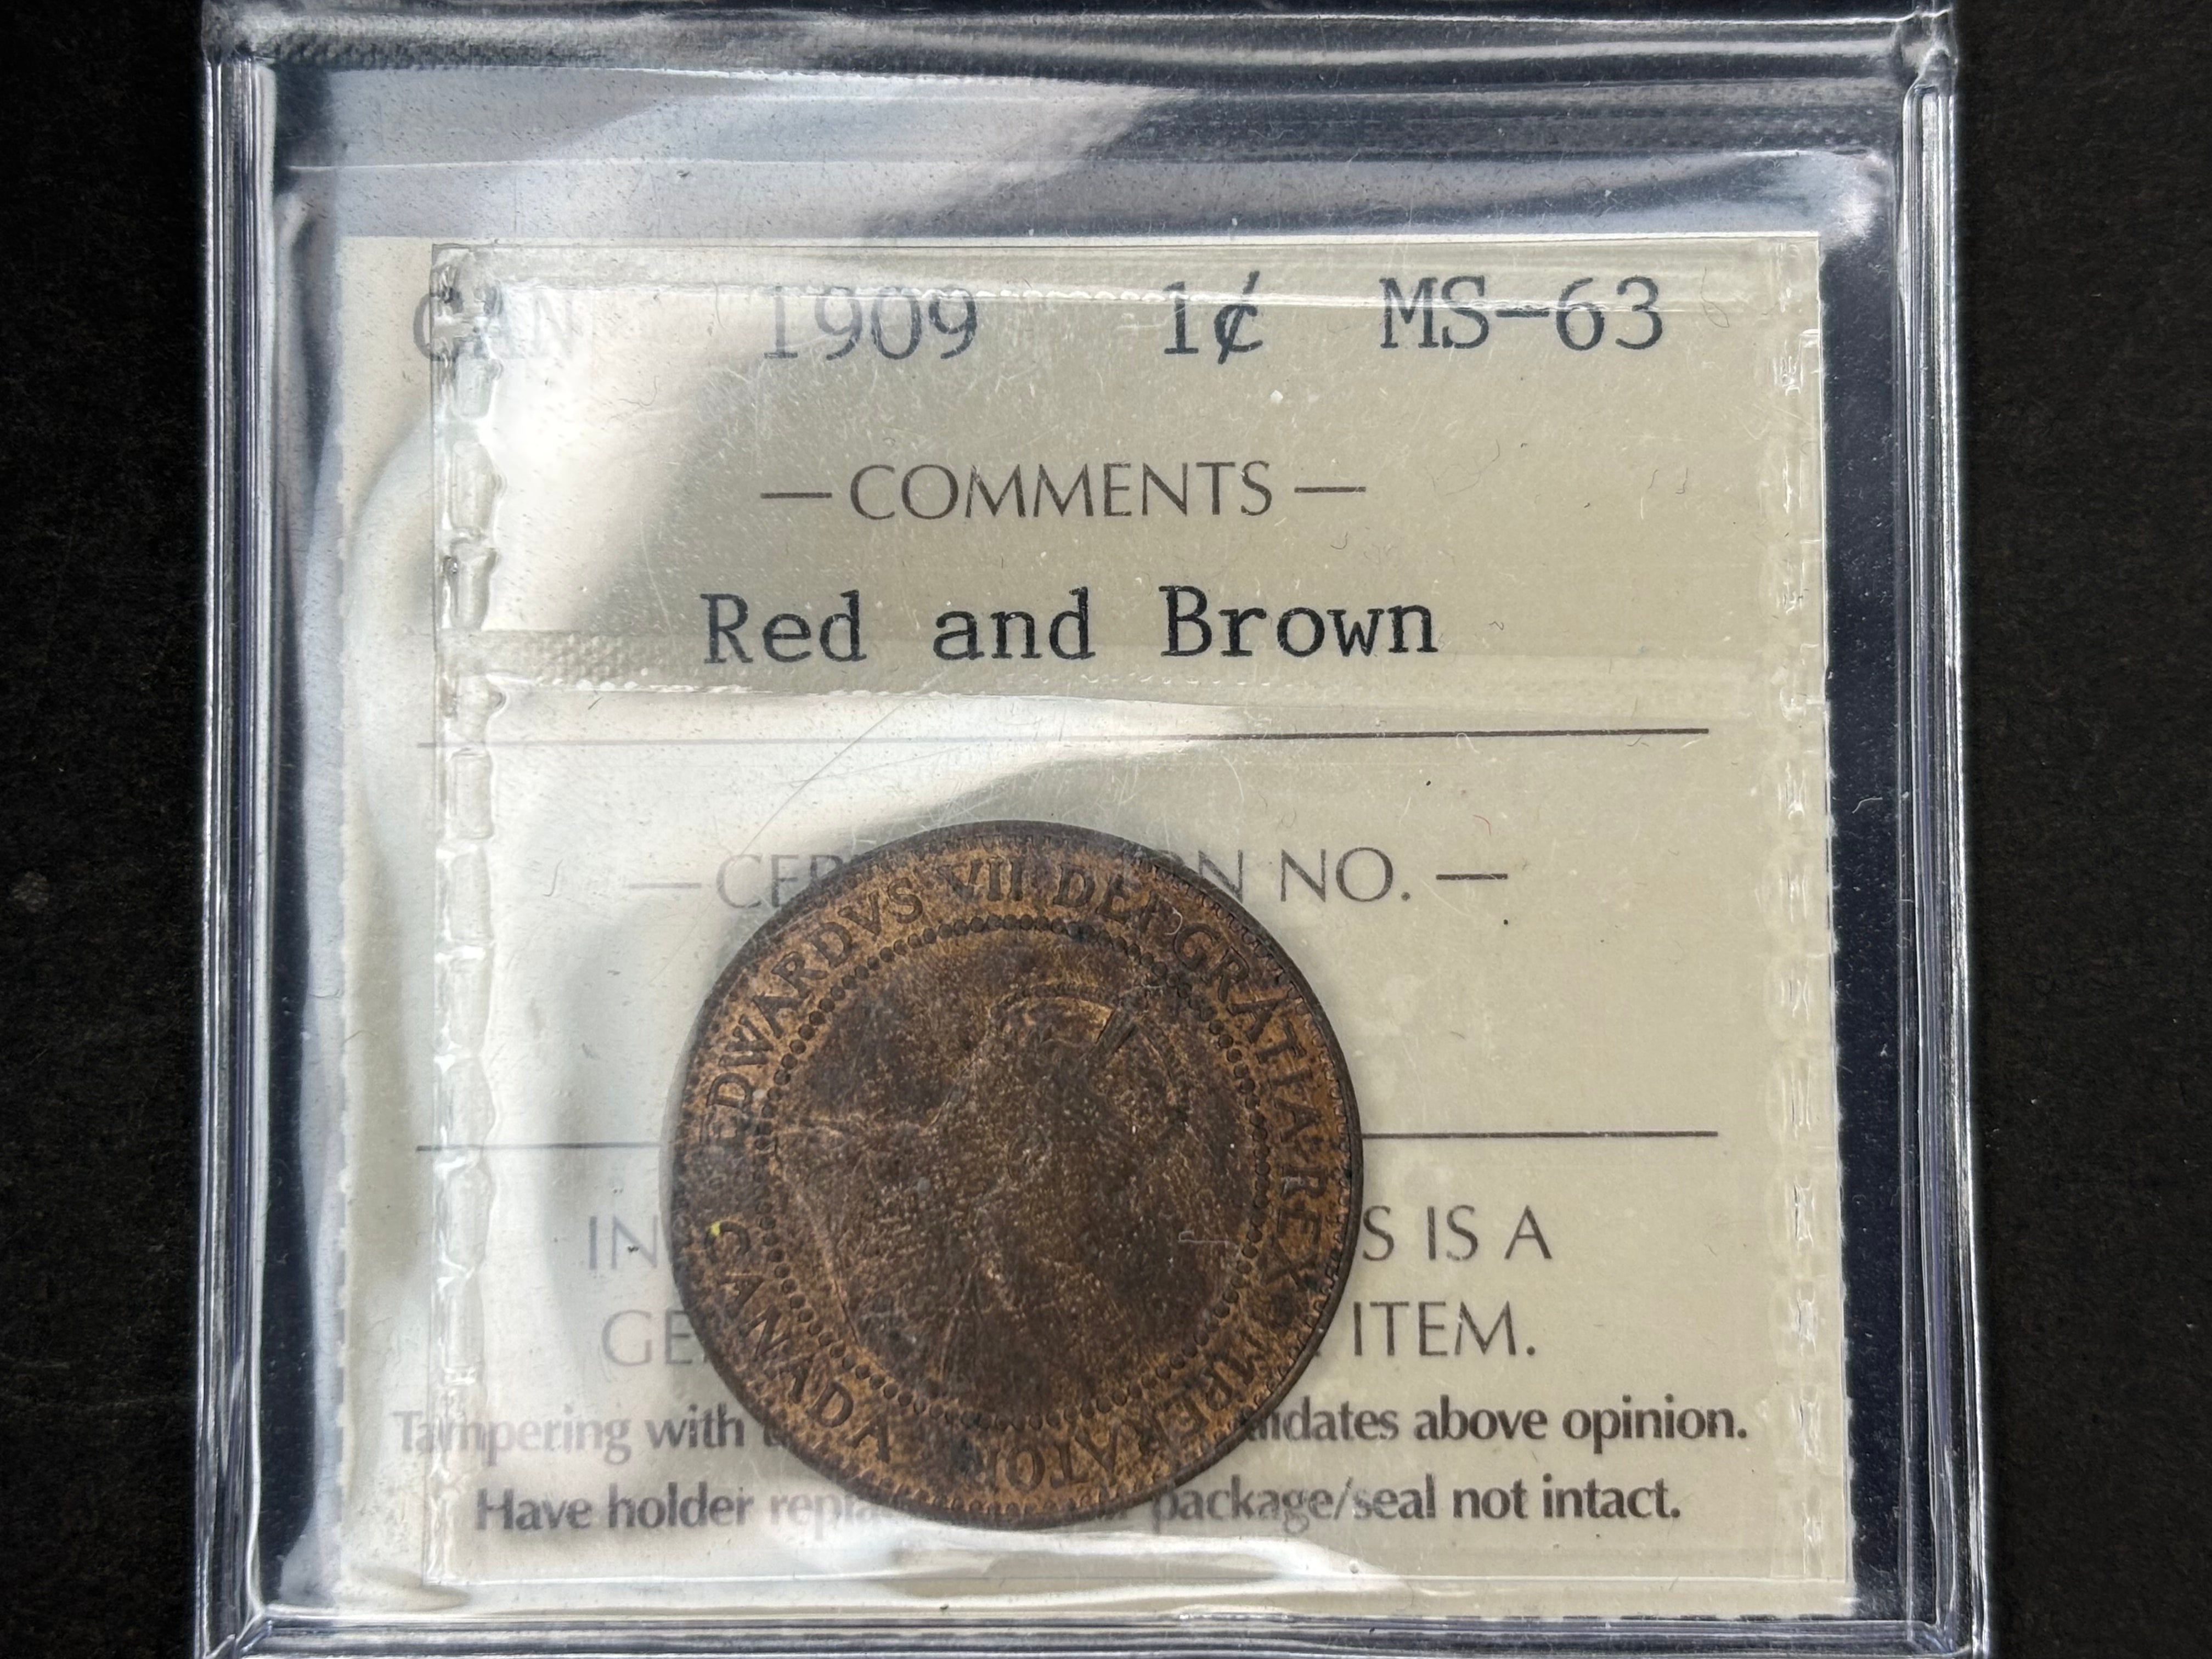 CAN 1909 1¢ MS-63
— COMMENTS —
Red and Brown
NO. —
EDWARDVS VII DEI GRATIA REX IMPERATOR
CANADA
S IS A
ITEM.
Tampering with above opinion.
Have holder package/seal not intact.